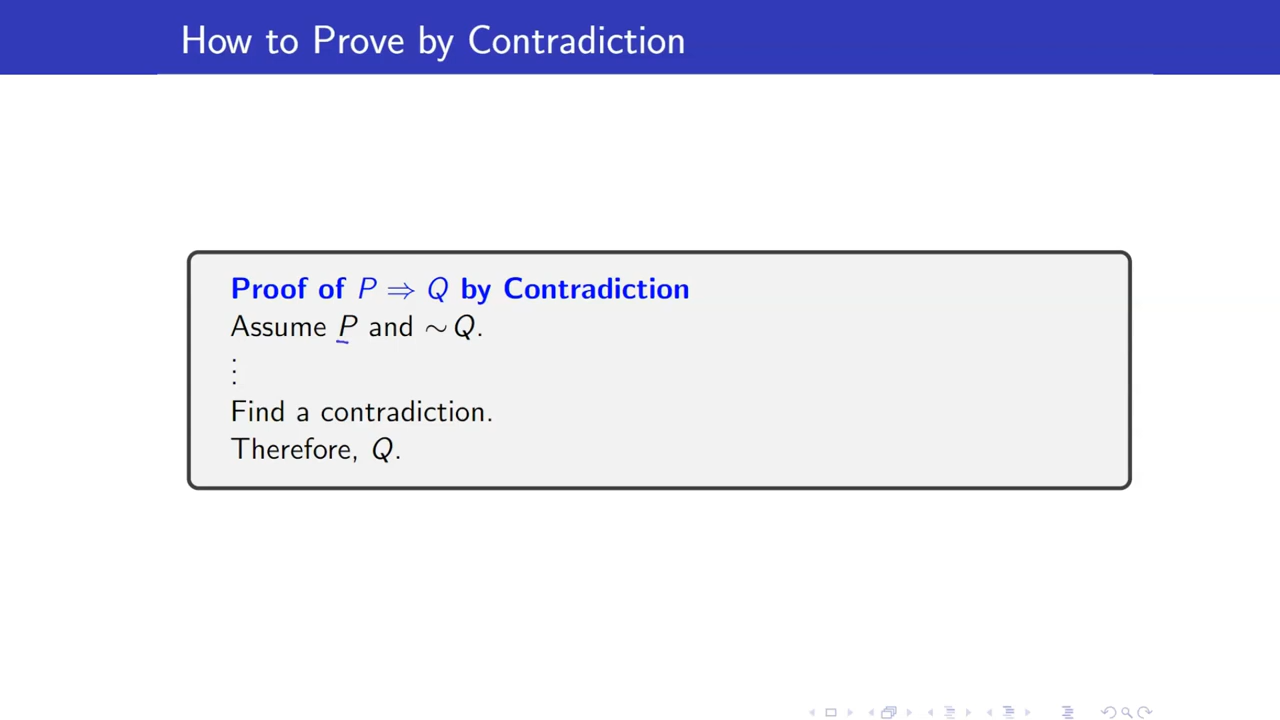 How to Prove by Contradiction
Proof of P ⇒ Q by Contradiction
Assume P and ∼Q.
⋮
Find a contradiction.
Therefore, Q.